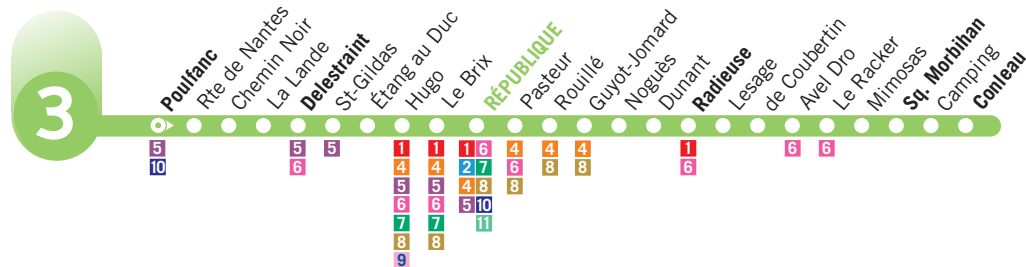 3
Poulfanc
Rte de Nantes
Chemin Noir
La Lande
Delestraint
St-Gildas
Étang au Duc
Hugo
Le Brix
RÉPUBLIQUE
Pasteur
Rouillé
Guyot-Jomard
Noguès
Dunant
Radieuse
Lesage
de Coubertin
Avel Dro
Le Racker
Mimosas
Sq. Morbihan
Camping
Conleau
5 5 5 1 1 1 6 4 4 4 1 6 6
10 6 4 4 2 7 6 8 8 6
5 5 4 8 8
6 6 5 10
7 7 11
8 8
9